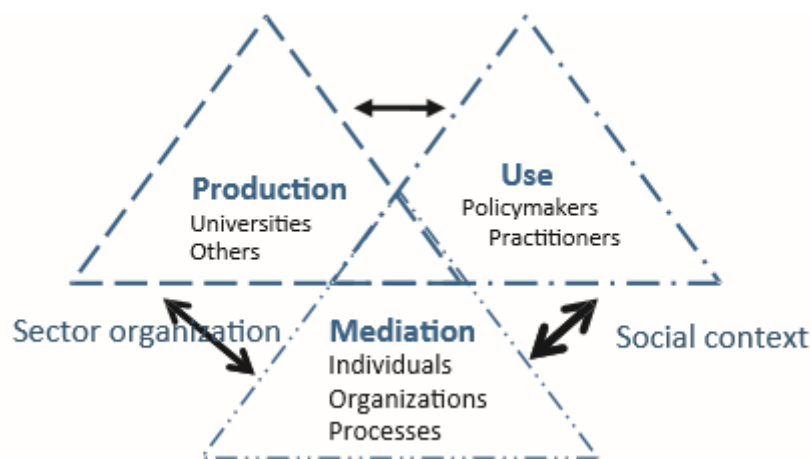 Production
Universities
Others
Use
Policymakers
Practitioners
Sector organization
Mediation
Individuals
Organizations
Processes
Social context